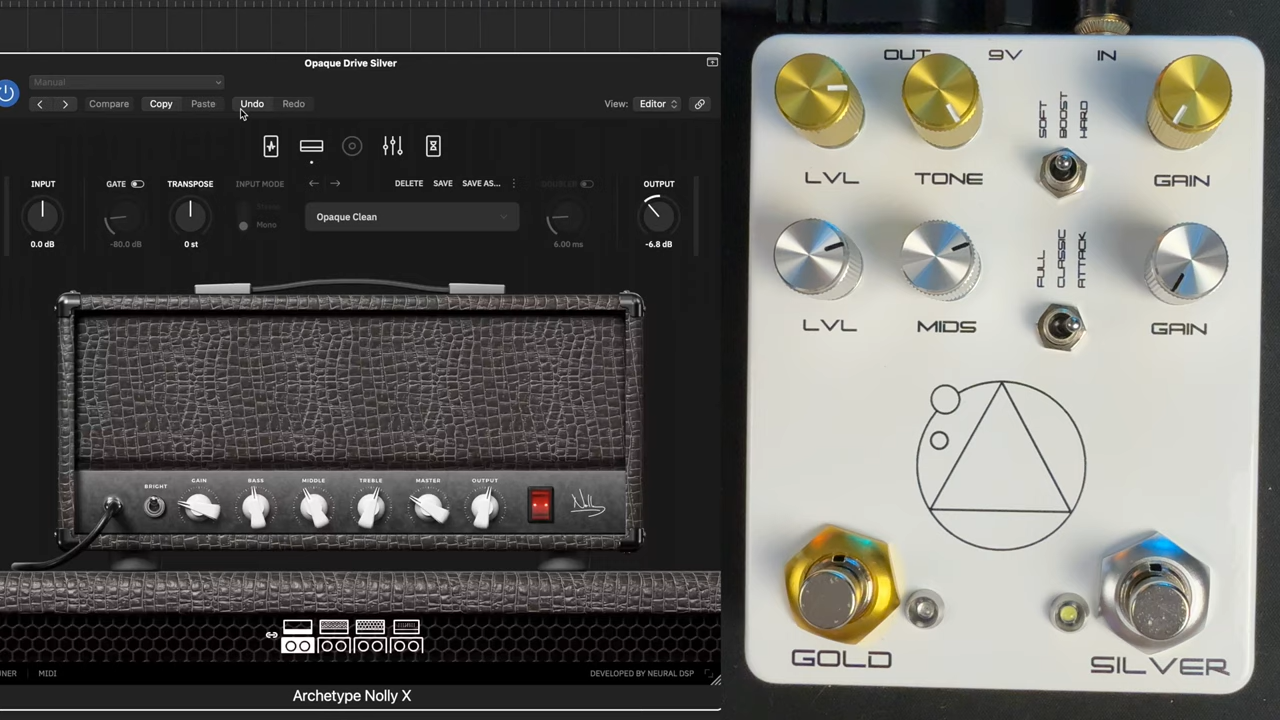 Opaque Drive Silver
Manual
Compare
Copy
Paste
Undo
Redo
View:
Editor
INPUT
GATE
TRANSPOSE
INPUT MODE
DELETE
SAVE
SAVE AS...
OUTPUT
Mono
Opaque Clean
0.0 dB
-80.0 dB
0 st
6.00 ms
-6.8 dB
BRIGHT
GAIN
BASS
MIDDLE
TREBLE
MASTER
OUTPUT
Nolly
MIDI
DEVELOPED BY NEURAL DSP
Archetype Nolly X
OUT
9V
IN
SOFT
BOOST
HARD
LVL
TONE
GAIN
FULL
CLASSIC
ATTACK
LVL
MIDS
GAIN
GOLD
SILVER